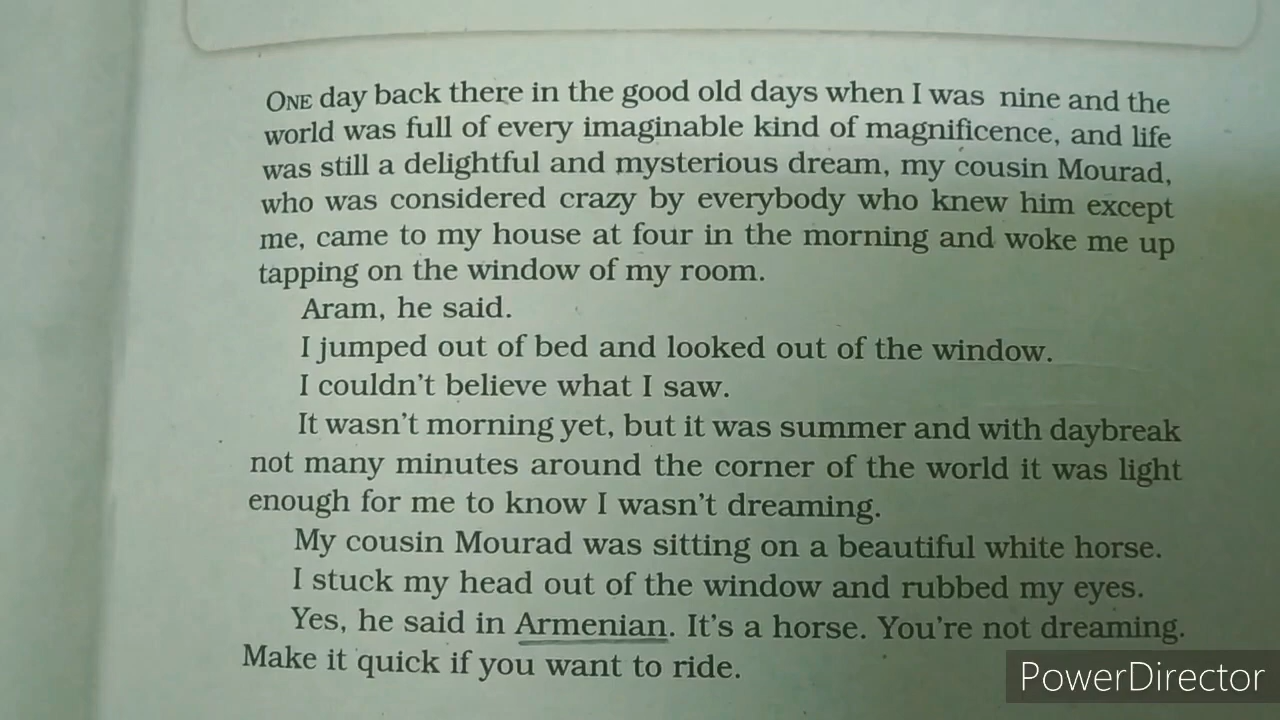 ONE day back there in the good old days when I was nine and the
world was full of every imaginable kind of magnificence, and life
was still a delightful and mysterious dream, my cousin Mourad,
who was considered crazy by everybody who knew him except
me, came to my house at four in the morning and woke me up
tapping on the window of my room.
Aram, he said.
I jumped out of bed and looked out of the window.
I couldn't believe what I saw.
It wasn't morning yet, but it was summer and with daybreak
not many minutes around the corner of the world it was light
enough for me to know I wasn't dreaming.
My cousin Mourad was sitting on a beautiful white horse.
I stuck my head out of the window and rubbed my eyes.
Yes, he said in Armenian. It's a horse. You're not dreaming.
Make it quick if you want to ride.
PowerDirector